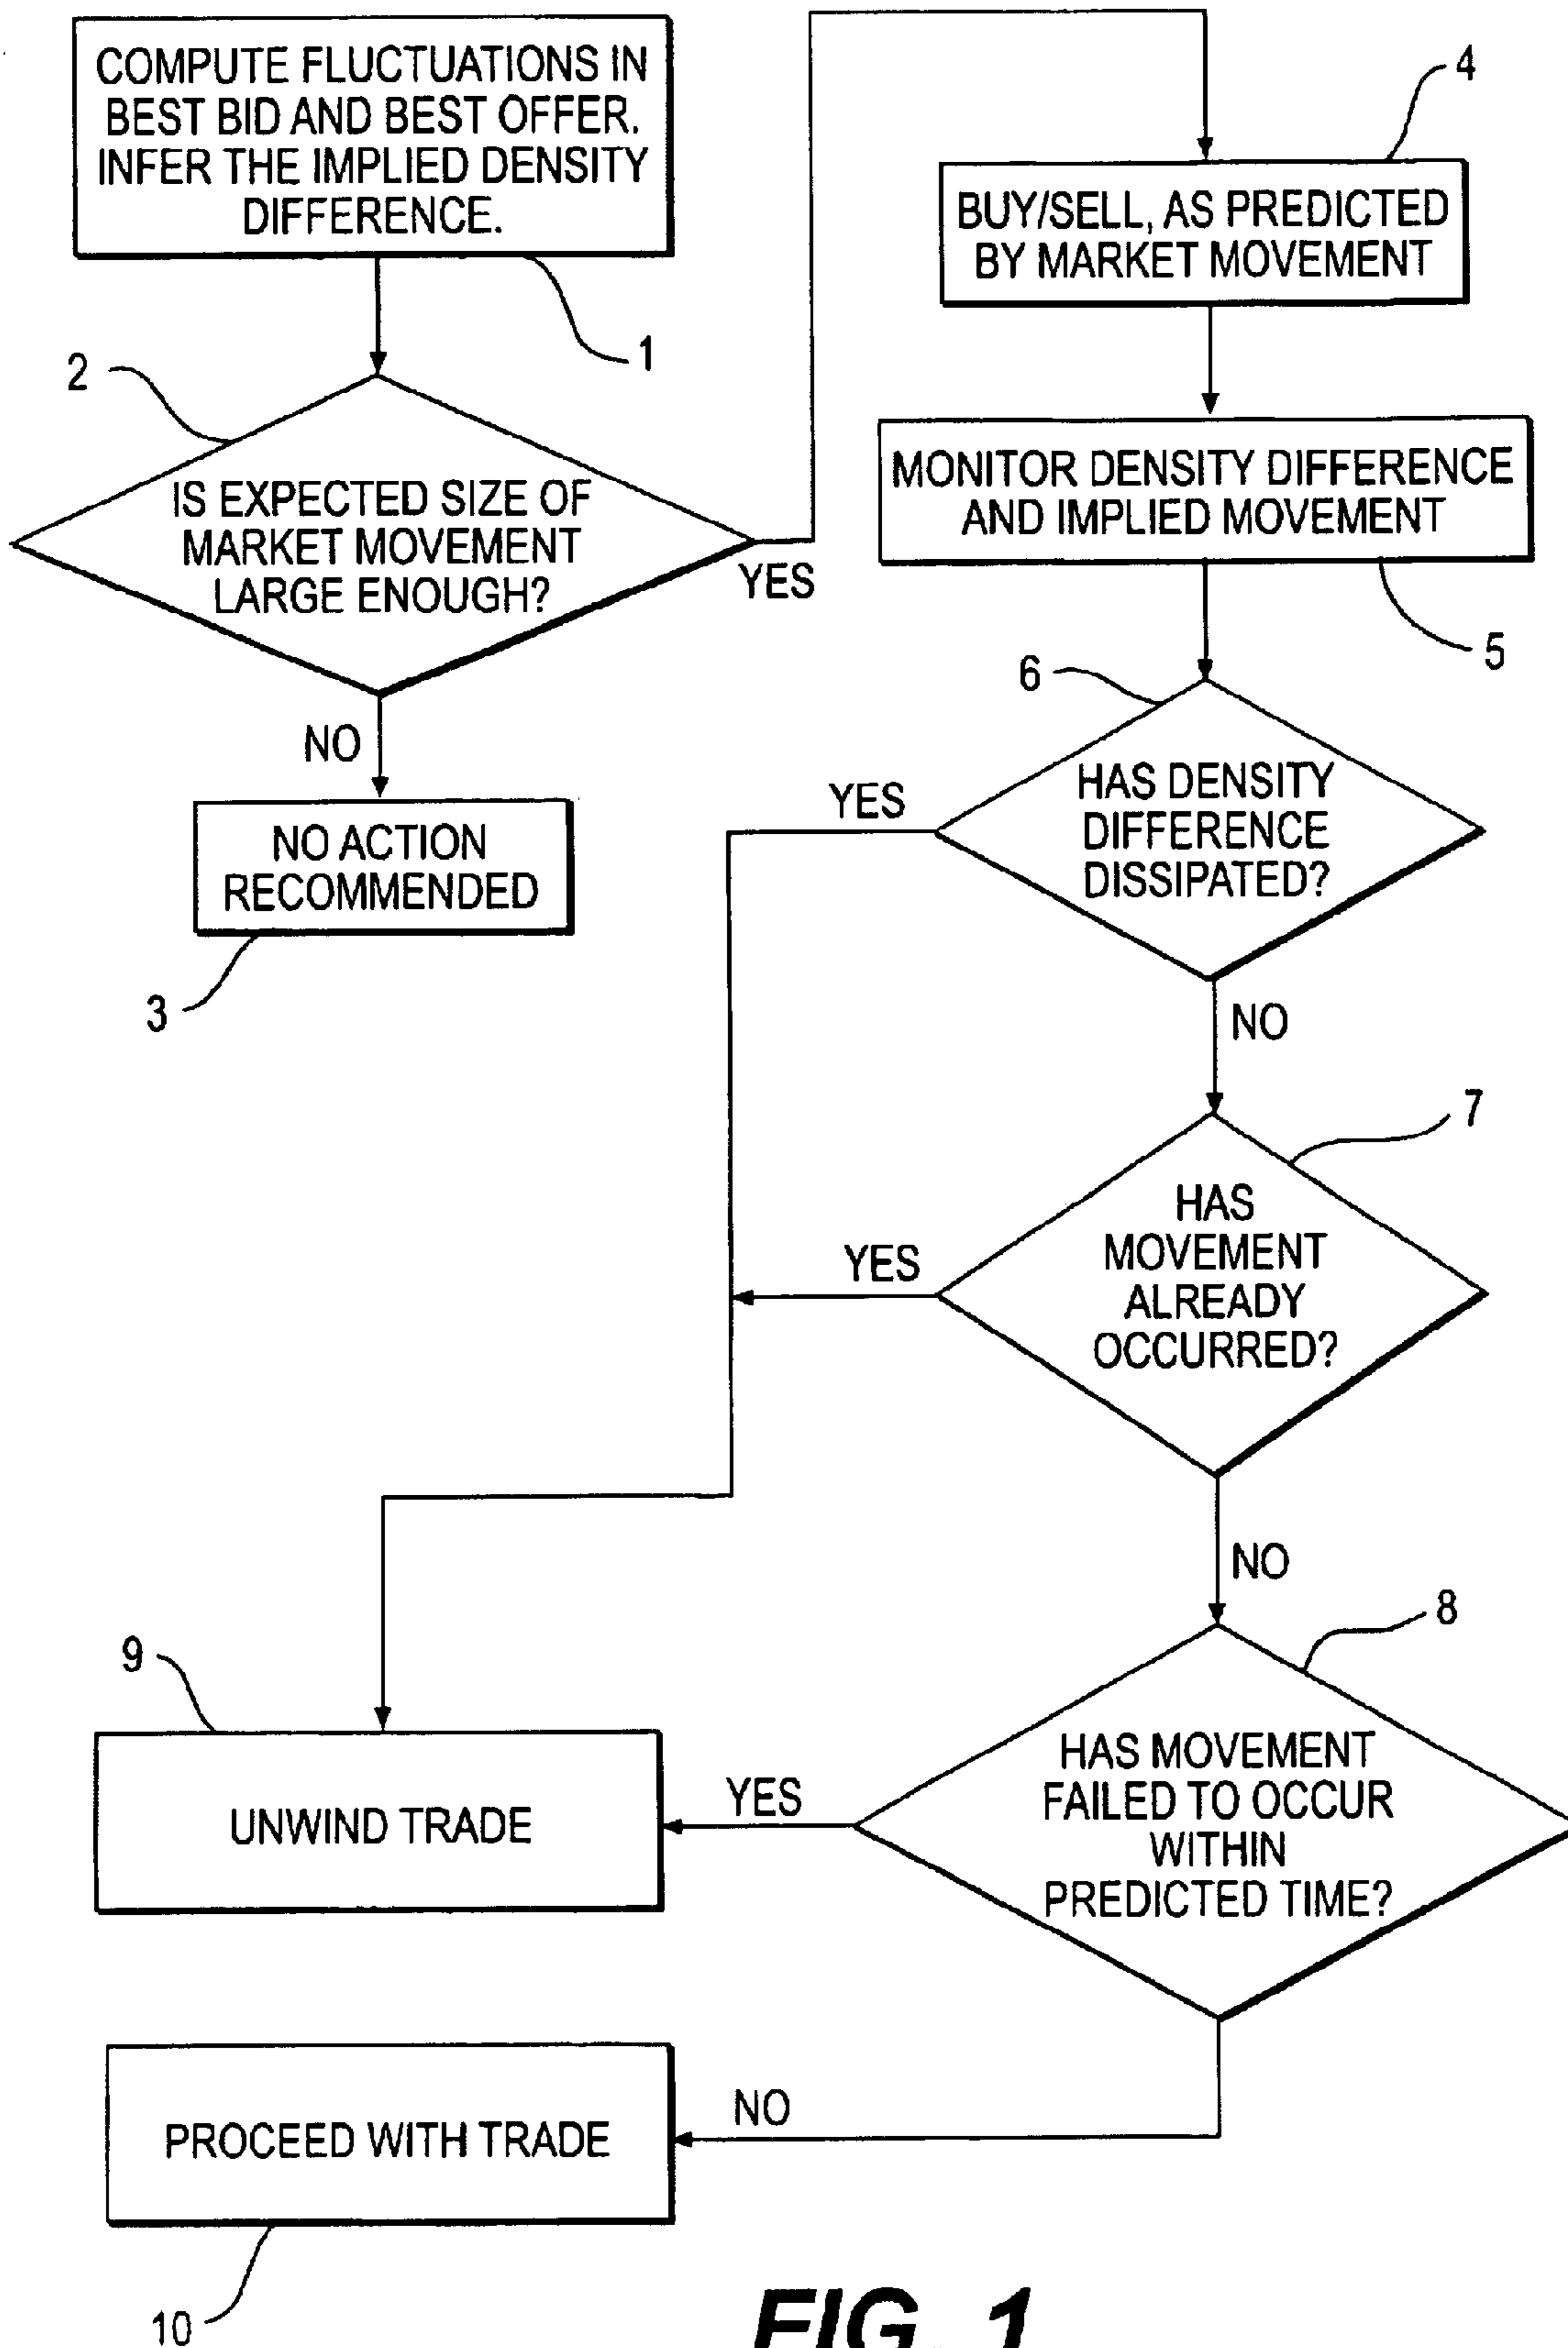 COMPUTE FLUCTUATIONS IN
BEST BID AND BEST OFFER.
INFER THE IMPLIED DENSITY
DIFFERENCE.
1
2
IS EXPECTED SIZE OF
MARKET MOVEMENT
LARGE ENOUGH?
YES
NO
NO ACTION
RECOMMENDED
3
4
BUY/SELL, AS PREDICTED
BY MARKET MOVEMENT
MONITOR DENSITY DIFFERENCE
AND IMPLIED MOVEMENT
5
6
HAS DENSITY
DIFFERENCE
DISSIPATED?
YES
NO
7
HAS
MOVEMENT
ALREADY
OCCURRED?
YES
NO
8
HAS MOVEMENT
FAILED TO OCCUR
WITHIN
PREDICTED TIME?
YES
9
UNWIND TRADE
NO
PROCEED WITH TRADE
10
FIG. 1